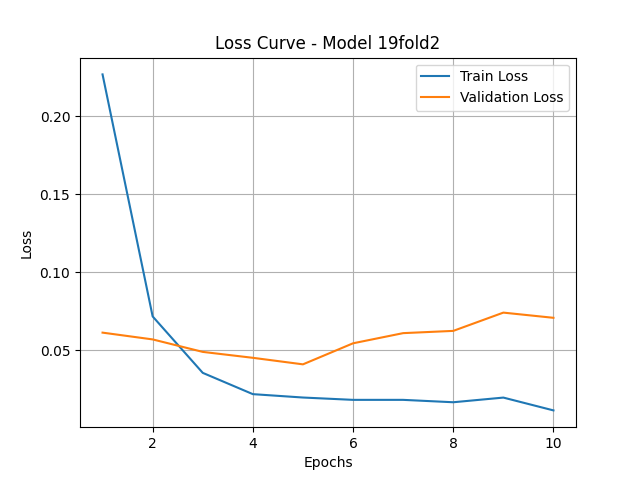 Loss Curve - Model 19fold2
Train Loss
Validation Loss
0.20
0.15
0.10
0.05
Loss
2 4 6 8 10
Epochs